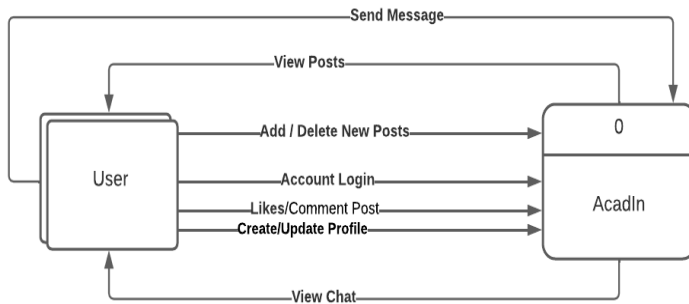 Send Message
View Posts
Add / Delete New Posts
0
User
Account Login
AcadIn
Likes/Comment Post
Create/Update Profile
View Chat